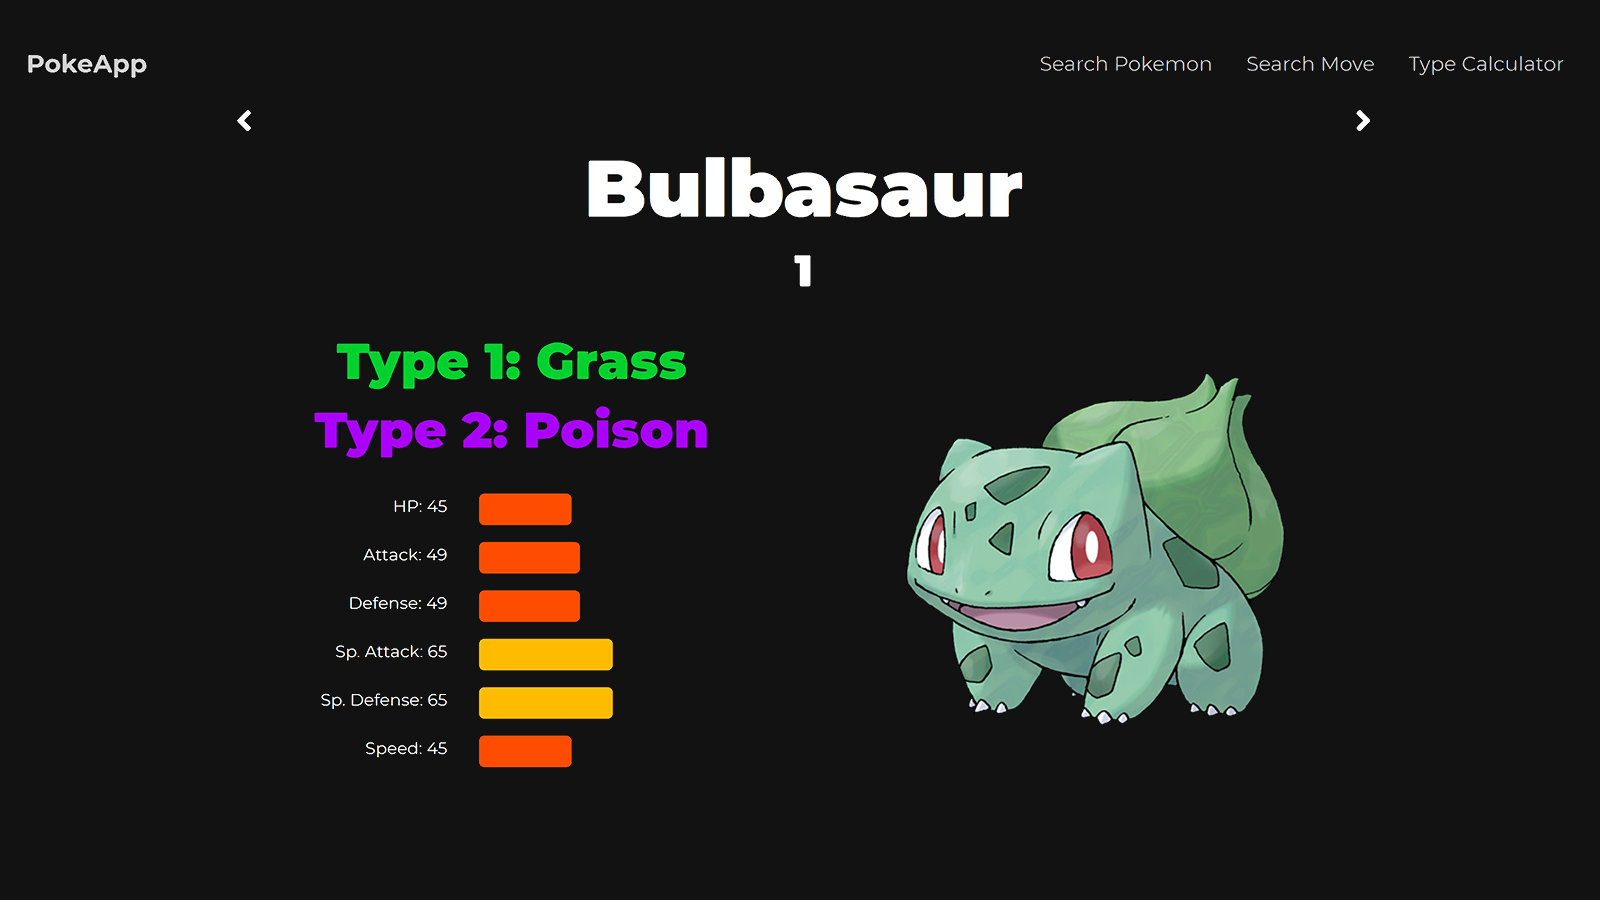 PokeApp
Search Pokemon
Search Move
Type Calculator
Bulbasaur
1
Type 1: Grass
Type 2: Poison
HP: 45
Attack: 49
Defense: 49
Sp. Attack: 65
Sp. Defense: 65
Speed: 45